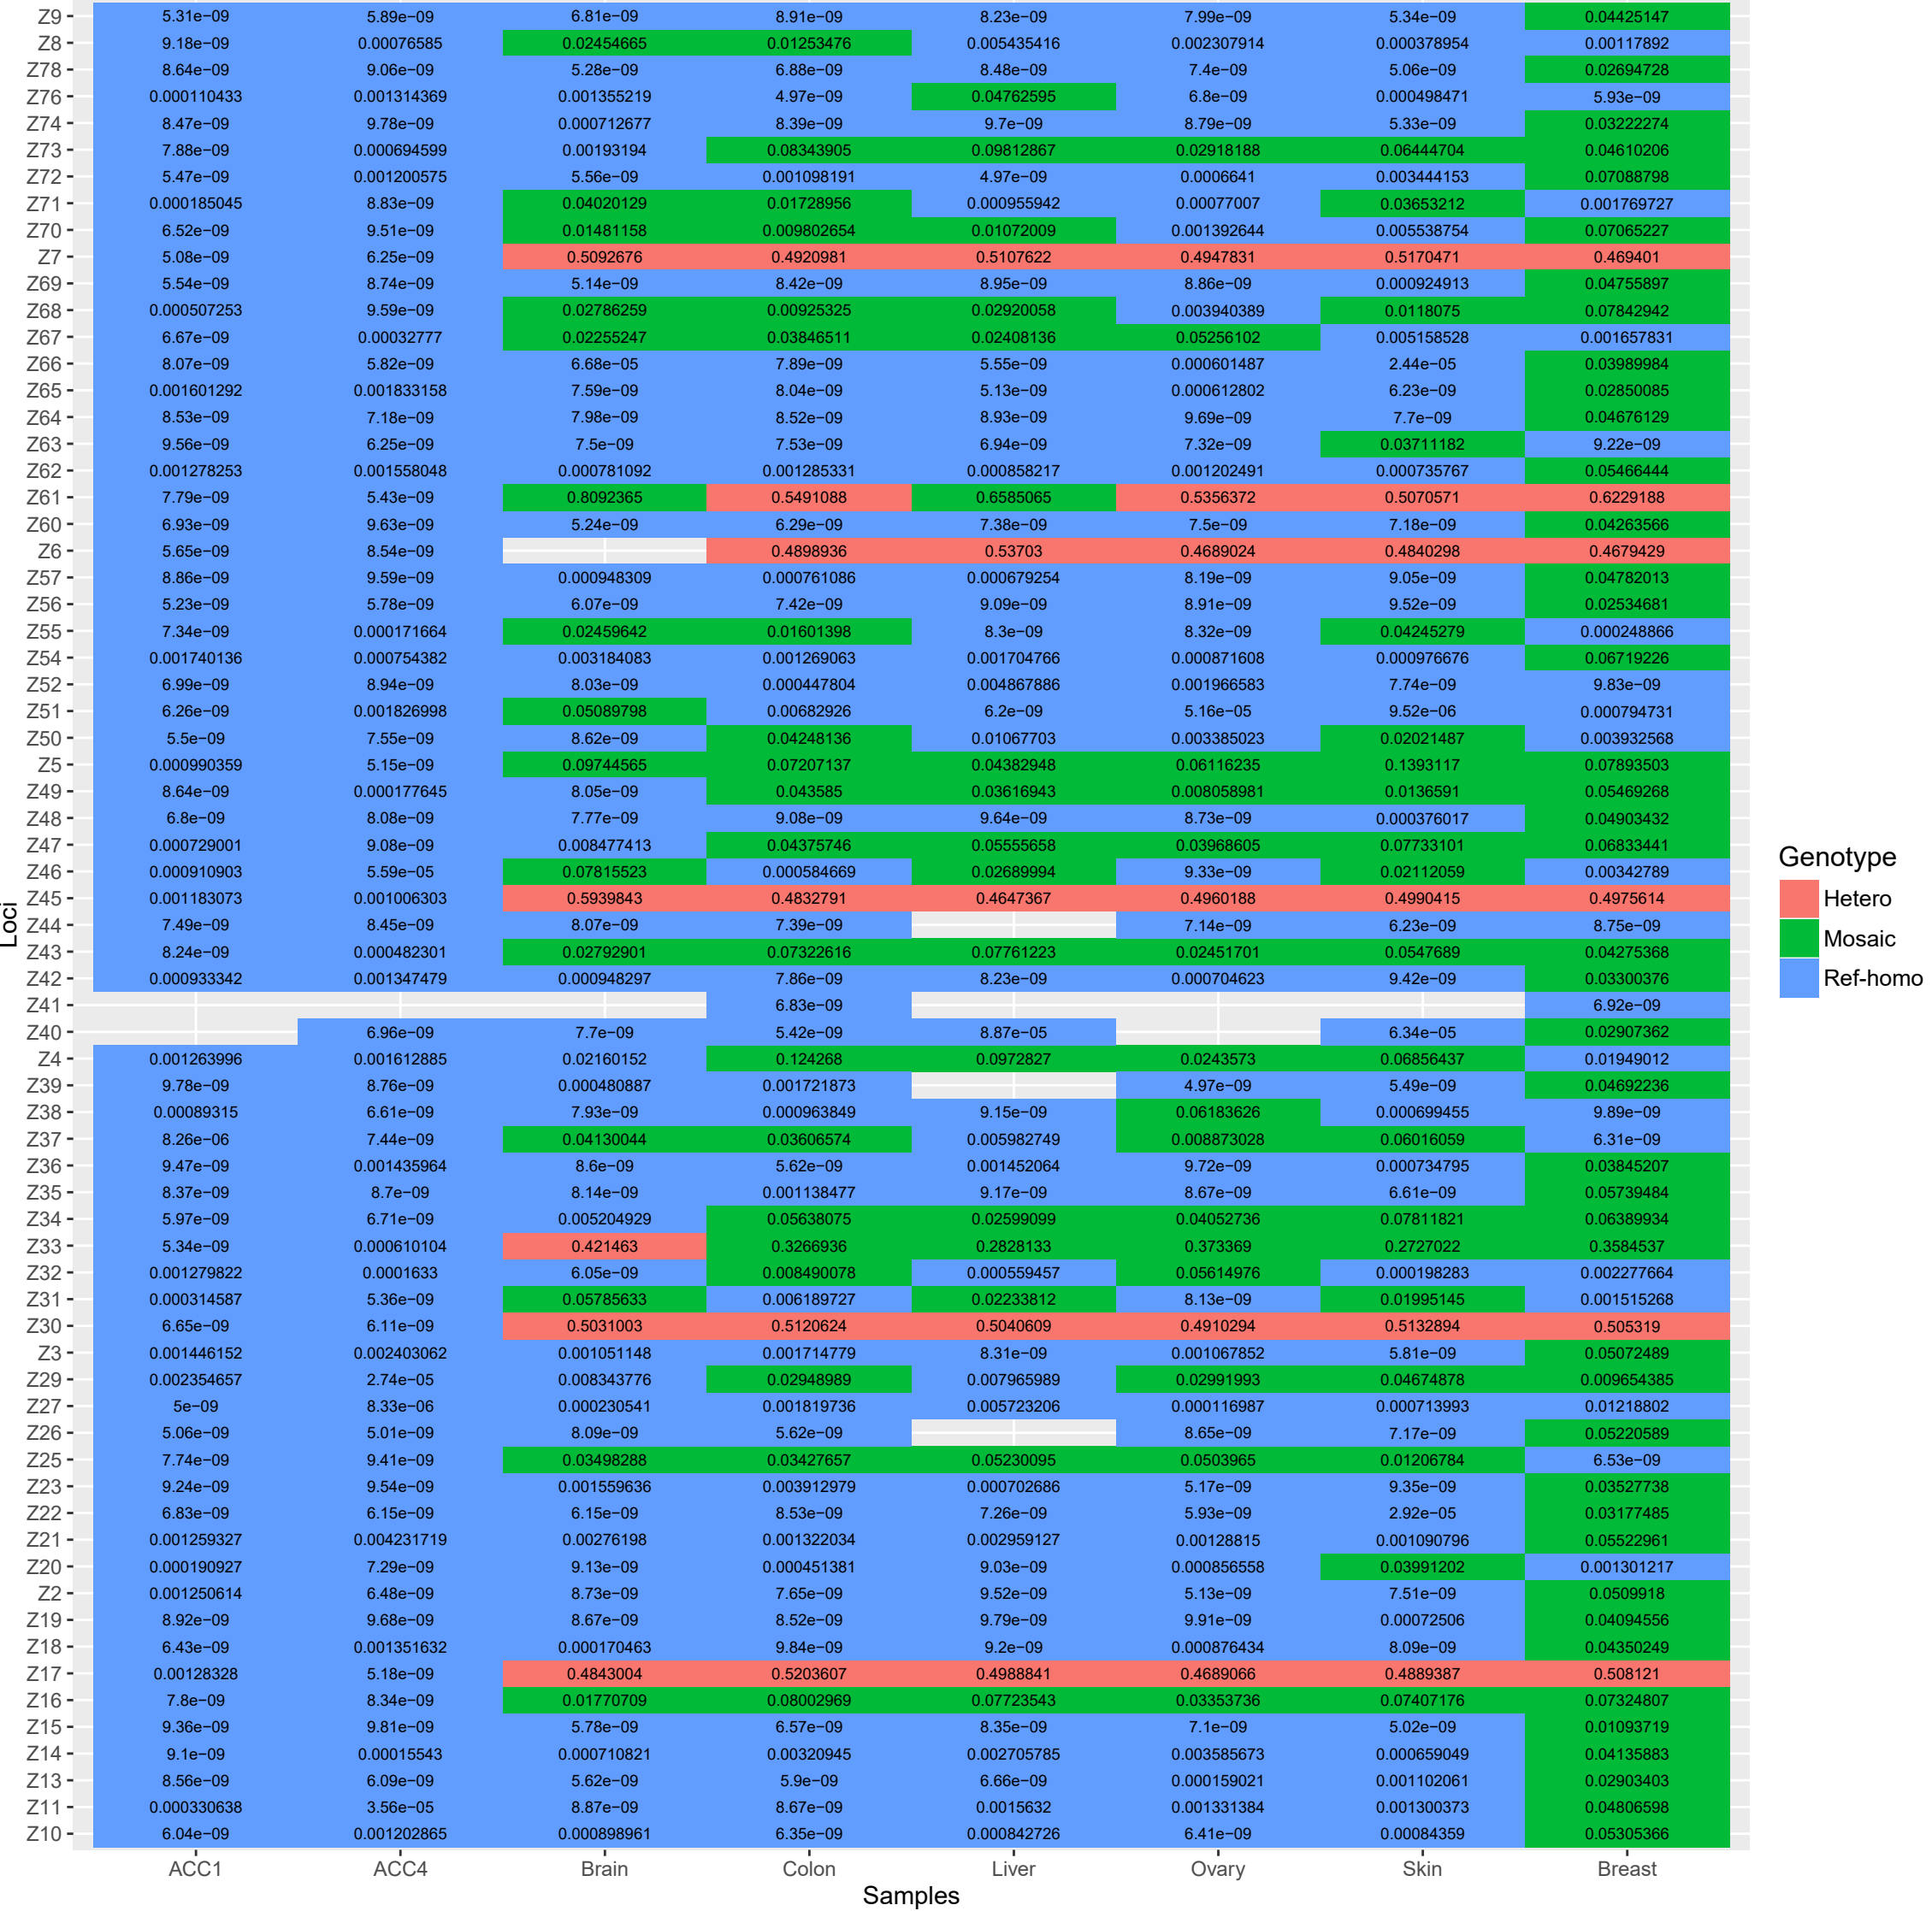 Z9 5.31e−09 5.89e−09 6.81e−09 8.91e−09 8.23e−09 7.99e−09 5.34e−09 0.04425147
Z8 9.18e−09 0.00076585 0.02454665 0.01253476 0.005435416 0.002307914 0.000378954 0.00117892
Z78 8.64e−09 9.06e−09 5.28e−09 6.88e−09 8.48e−09 7.4e−09 5.06e−09 0.02694728
Z76 0.000110433 0.001314369 0.001355219 4.97e−09 0.04762595 6.8e−09 0.000498471 5.93e−09
Z74 8.47e−09 9.78e−09 0.000712677 8.39e−09 9.7e−09 8.79e−09 5.33e−09 0.03222274
Z73 7.88e−09 0.000694599 0.00193194 0.08343905 0.09812867 0.02918188 0.06444704 0.04610206
Z72 5.47e−09 0.001200575 5.56e−09 0.001098191 4.97e−09 0.0006641 0.003444153 0.07088798
Z71 0.000185045 8.83e−09 0.04020129 0.01728956 0.000955942 0.00077007 0.03653212 0.001769727
Z70 6.52e−09 9.51e−09 0.01481158 0.009802654 0.01072009 0.001392644 0.005538754 0.07065227
Z7 5.08e−09 6.25e−09 0.5092676 0.4920981 0.5107622 0.4947831 0.5170471 0.469401
Z69 5.54e−09 8.74e−09 5.14e−09 8.42e−09 8.95e−09 8.86e−09 0.000924913 0.04755897
Z68 0.000507253 9.59e−09 0.02786259 0.00925325 0.02920058 0.003940389 0.0118075 0.07842942
Z67 6.67e−09 0.00032777 0.02255247 0.03846511 0.02408136 0.05256102 0.005158528 0.001657831
Z66 8.07e−09 5.82e−09 6.68e−05 7.89e−09 5.55e−09 0.000601487 2.44e−05 0.03989984
Z65 0.001601292 0.001833158 7.59e−09 8.04e−09 5.13e−09 0.000612802 6.23e−09 0.02850085
Z64 8.53e−09 7.18e−09 7.98e−09 8.52e−09 8.93e−09 9.69e−09 7.7e−09 0.04676129
Z63 9.56e−09 6.25e−09 7.5e−09 7.53e−09 6.94e−09 7.32e−09 0.03711182 9.22e−09
Z62 0.001278253 0.001558048 0.000781092 0.001285331 0.000858217 0.001202491 0.000735767 0.05466444
Z61 7.79e−09 5.43e−09 0.8092365 0.5491088 0.6585065 0.5356372 0.5070571 0.6229188
Z60 6.93e−09 9.63e−09 5.24e−09 6.29e−09 7.38e−09 7.5e−09 7.18e−09 0.04263566
Z6 5.65e−09 8.54e−09 0.4898936 0.53703 0.4689024 0.4840298 0.4679429
Z57 8.86e−09 9.59e−09 0.000948309 0.000761086 0.000679254 8.19e−09 9.05e−09 0.04782013
Z56 5.23e−09 5.78e−09 6.07e−09 7.42e−09 9.09e−09 8.91e−09 9.52e−09 0.02534681
Z55 7.34e−09 0.000171664 0.02459642 0.01601398 8.3e−09 8.32e−09 0.04245279 0.000248866
Z54 0.001740136 0.000754382 0.003184083 0.001269063 0.001704766 0.000871608 0.000976676 0.06719226
Z52 6.99e−09 8.94e−09 8.03e−09 0.000447804 0.004867886 0.001966583 7.74e−09 9.83e−09
Z51 6.26e−09 0.001826998 0.05089798 0.00682926 6.2e−09 5.16e−05 9.52e−06 0.000794731
Z50 5.5e−09 7.55e−09 8.62e−09 0.04248136 0.01067703 0.003385023 0.02021487 0.003932568
Z5 0.000990359 5.15e−09 0.09744565 0.07207137 0.04382948 0.06116235 0.1393117 0.07893503
Z49 8.64e−09 0.000177645 8.05e−09 0.043585 0.03616943 0.008058981 0.0136591 0.05469268
Z48 6.8e−09 8.08e−09 7.77e−09 9.08e−09 9.64e−09 8.73e−09 0.000376017 0.04903432
Z47 0.000729001 9.08e−09 0.008477413 0.04375746 0.05555658 0.03968605 0.07733101 0.06833441
Z46 0.000910903 5.59e−05 0.07815523 0.000584669 0.02689994 9.33e−09 0.02112059 0.00342789
Z45 0.001183073 0.001006303 0.5939843 0.4832791 0.4647367 0.4960188 0.4990415 0.4975614
Z44 7.49e−09 8.45e−09 8.07e−09 7.39e−09 7.14e−09 6.23e−09 8.75e−09
Z43 8.24e−09 0.000482301 0.02792901 0.07322616 0.07761223 0.02451701 0.0547689 0.04275368
Z42 0.000933342 0.001347479 0.000948297 7.86e−09 8.23e−09 0.000704623 9.42e−09 0.03300376
Z41 6.83e−09 6.92e−09
Z40 6.96e−09 7.7e−09 5.42e−09 8.87e−05 6.34e−05 0.02907362
Z4 0.001263996 0.001612885 0.02160152 0.124268 0.0972827 0.0243573 0.06856437 0.01949012
Z39 9.78e−09 8.76e−09 0.000480887 0.001721873 4.97e−09 5.49e−09 0.04692236
Z38 0.00089315 6.61e−09 7.93e−09 0.000963849 9.15e−09 0.06183626 0.000699455 9.89e−09
Z37 8.26e−06 7.44e−09 0.04130044 0.03606574 0.005982749 0.008873028 0.06016059 6.31e−09
Z36 9.47e−09 0.001435964 8.6e−09 5.62e−09 0.001452064 9.72e−09 0.000734795 0.03845207
Z35 8.37e−09 8.7e−09 8.14e−09 0.001138477 9.17e−09 8.67e−09 6.61e−09 0.05739484
Z34 5.97e−09 6.71e−09 0.005204929 0.05638075 0.02599099 0.04052736 0.07811821 0.06389934
Z33 5.34e−09 0.000610104 0.421463 0.3266936 0.2828133 0.373369 0.2727022 0.3584537
Z32 0.001279822 0.0001633 6.05e−09 0.008490078 0.000559457 0.05614976 0.000198283 0.002277664
Z31 0.000314587 5.36e−09 0.05785633 0.006189727 0.02233812 8.13e−09 0.01995145 0.001515268
Z30 6.65e−09 6.11e−09 0.5031003 0.5120624 0.5040609 0.4910294 0.5132894 0.505319
Z3 0.001446152 0.002403062 0.001051148 0.001714779 8.31e−09 0.001067852 5.81e−09 0.05072489
Z29 0.002354657 2.74e−05 0.008343776 0.02948989 0.007965989 0.02991993 0.04674878 0.009654385
Z27 5e−09 8.33e−06 0.000230541 0.001819736 0.005723206 0.000116987 0.000713993 0.01218802
Z26 5.06e−09 5.01e−09 8.09e−09 5.62e−09 8.65e−09 7.17e−09 0.05220589
Z25 7.74e−09 9.41e−09 0.03498288 0.03427657 0.05230095 0.0503965 0.01206784 6.53e−09
Z23 9.24e−09 9.54e−09 0.001559636 0.003912979 0.000702686 5.17e−09 9.35e−09 0.03527738
Z22 6.83e−09 6.15e−09 6.15e−09 8.53e−09 7.26e−09 5.93e−09 2.92e−05 0.03177485
Z21 0.001259327 0.004231719 0.00276198 0.001322034 0.002959127 0.00128815 0.001090796 0.05522961
Z20 0.000190927 7.29e−09 9.13e−09 0.000451381 9.03e−09 0.000856558 0.03991202 0.001301217
Z2 0.001250614 6.48e−09 8.73e−09 7.65e−09 9.52e−09 5.13e−09 7.51e−09 0.0509918
Z19 8.92e−09 9.68e−09 8.67e−09 8.52e−09 9.79e−09 9.91e−09 0.00072506 0.04094556
Z18 6.43e−09 0.001351632 0.000170463 9.84e−09 9.2e−09 0.000876434 8.09e−09 0.04350249
Z17 0.00128328 5.18e−09 0.4843004 0.5203607 0.4988841 0.4689066 0.4889387 0.508121
Z16 7.8e−09 8.34e−09 0.01770709 0.08002969 0.07723543 0.03353736 0.07407176 0.07324807
Z15 9.36e−09 9.81e−09 5.78e−09 6.57e−09 8.35e−09 7.1e−09 5.02e−09 0.01093719
Z14 9.1e−09 0.00015543 0.000710821 0.00320945 0.002705785 0.003585673 0.000659049 0.04135883
Z13 8.56e−09 6.09e−09 5.62e−09 5.9e−09 6.66e−09 0.000159021 0.001102061 0.02903403
Z11 0.000330638 3.56e−05 8.87e−09 8.67e−09 0.0015632 0.001331384 0.001300373 0.04806598
Z10 6.04e−09 0.001202865 0.000898961 6.35e−09 0.000842726 6.41e−09 0.00084359 0.05305366
ACC1 ACC4 Brain Colon Liver Ovary Skin Breast
Samples
Loci
Genotype
Hetero
Mosaic
Ref-homo